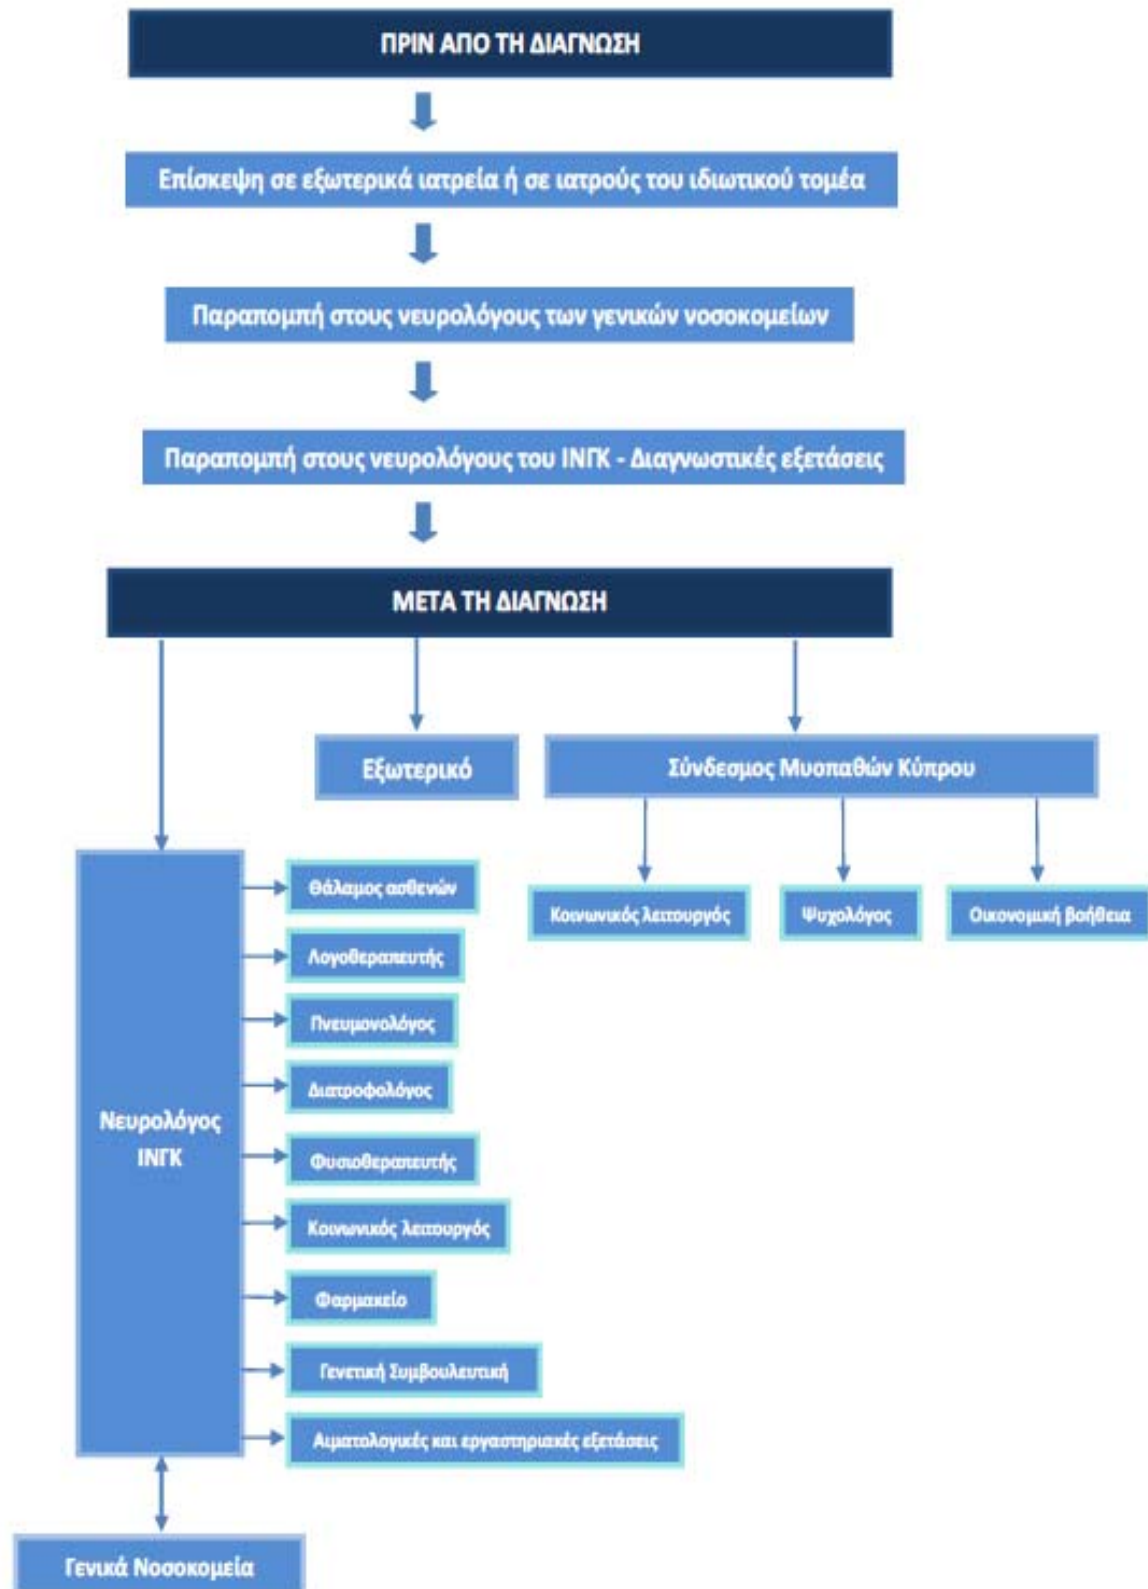 ΠΡΙΝ ΑΠΟ ΤΗ ΔΙΑΓΝΩΣΗ
Επίσκεψη σε εξωτερικά ιατρεία ή σε ιατρούς του ιδιωτικού τομέα
Παραπομπή στους νευρολόγους των γενικών νοσοκομείων
Παραπομπή στους νευρολόγους του ΙΝΓΚ - Διαγνωστικές εξετάσεις
ΜΕΤΑ ΤΗ ΔΙΑΓΝΩΣΗ
Εξωτερικό
Σύνδεσμος Μυοπαθών Κύπρου
Κοινωνικός λειτουργός
Ψυχολόγος
Οικονομική βοήθεια
Νευρολόγος
ΙΝΓΚ
Θάλαμος ασθενών
Λογοθεραπευτής
Πνευμονολόγος
Διατροφολόγος
Φυσιοθεραπευτής
Κοινωνικός λειτουργός
Φαρμακείο
Γενετική Συμβουλευτική
Αιματολογικές και εργαστηριακές εξετάσεις
Γενικά Νοσοκομεία